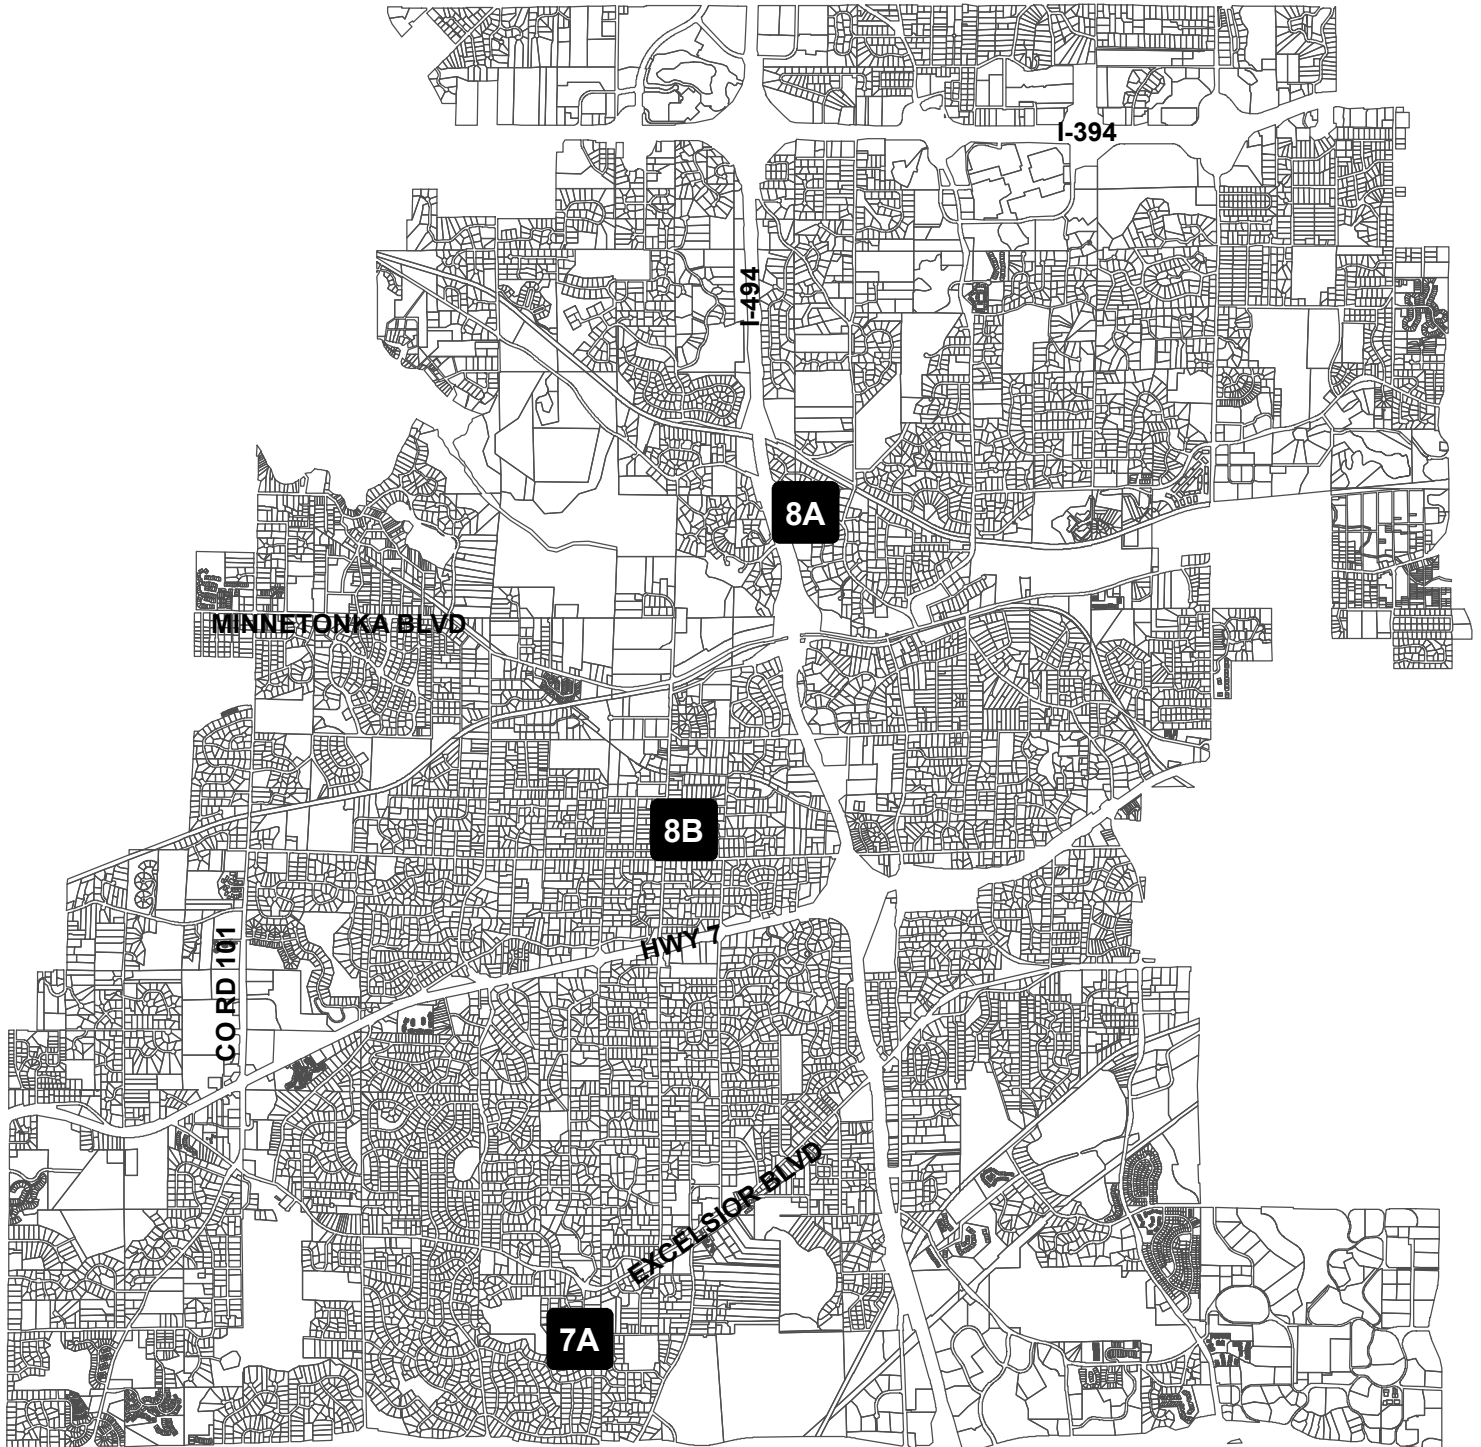 I-394
I-494
8A
MINNETONKA BLVD
8B
HWY 7
CO RD 101
EXCELSIOR BLVD
7A